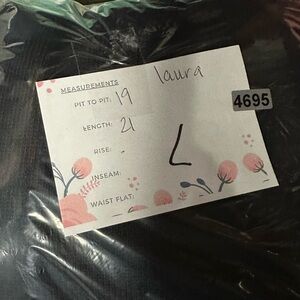 laura
MEASUREMENTS
PIT TO PIT: 19
4695
LENGTH: 21
RISE: -
L
INSEAM:
WAIST FLAT: